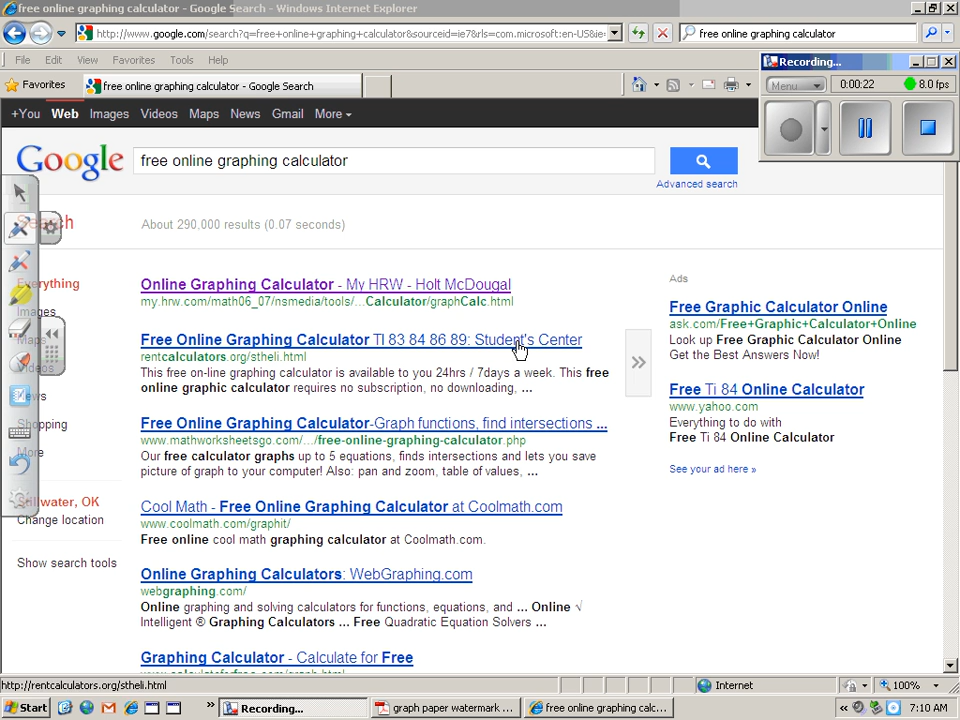 free online graphing calculator - Google Search - Windows Internet Explorer
http://www.google.com/search?q=free+online+graphing+calculator&sourceid=ie7&rls=com.microsoft:en-US&ie=
free online graphing calculator
File Edit View Favorites Tools Help
Recording...
Favorites
free online graphing calculator - Google Search
Menu
0:00:22
8.0 fps
+You Web Images Videos Maps News Gmail More
Google
free online graphing calculator
Advanced search
Search
About 290,000 results (0.07 seconds)
Everything
Images
Maps
Videos
News
Shopping
More
Stillwater, OK
Change location
Show search tools
Online Graphing Calculator - My HRW - Holt McDougal
my.hrw.com/math06_07/nsmedia/tools/...Calculator/graphCalc.html
Free Online Graphing Calculator TI 83 84 86 89: Student's Center
rentcalculators.org/stheli.html
This free on-line graphing calculator is available to you 24hrs / 7days a week. This free
online graphic calculator requires no subscription, no downloading, ...
Free Online Graphing Calculator-Graph functions, find intersections ...
www.mathworksheetsgo.com/.../free-online-graphing-calculator.php
Our free calculator graphs up to 5 equations, finds intersections and lets you save
picture of graph to your computer! Also: pan and zoom, table of values, ...
Cool Math - Free Online Graphing Calculator at Coolmath.com
www.coolmath.com/graphit/
Free online cool math graphing calculator at Coolmath.com.
Online Graphing Calculators: WebGraphing.com
webgraphing.com/
Online graphing and solving calculators for functions, equations, and ... Online √
Intelligent ® Graphing Calculators ... Free Quadratic Equation Solvers ...
Graphing Calculator - Calculate for Free
Ads
Free Graphic Calculator Online
ask.com/Free+Graphic+Calculator+Online
Look up Free Graphic Calculator Online
Get the Best Answers Now!
Free Ti 84 Online Calculator
www.yahoo.com
Everything to do with
Free Ti 84 Online Calculator
See your ad here »
http://rentcalculators.org/stheli.html
Internet
100%
Start
Recording...
graph paper watermark ...
free online graphing calc...
7:10 AM